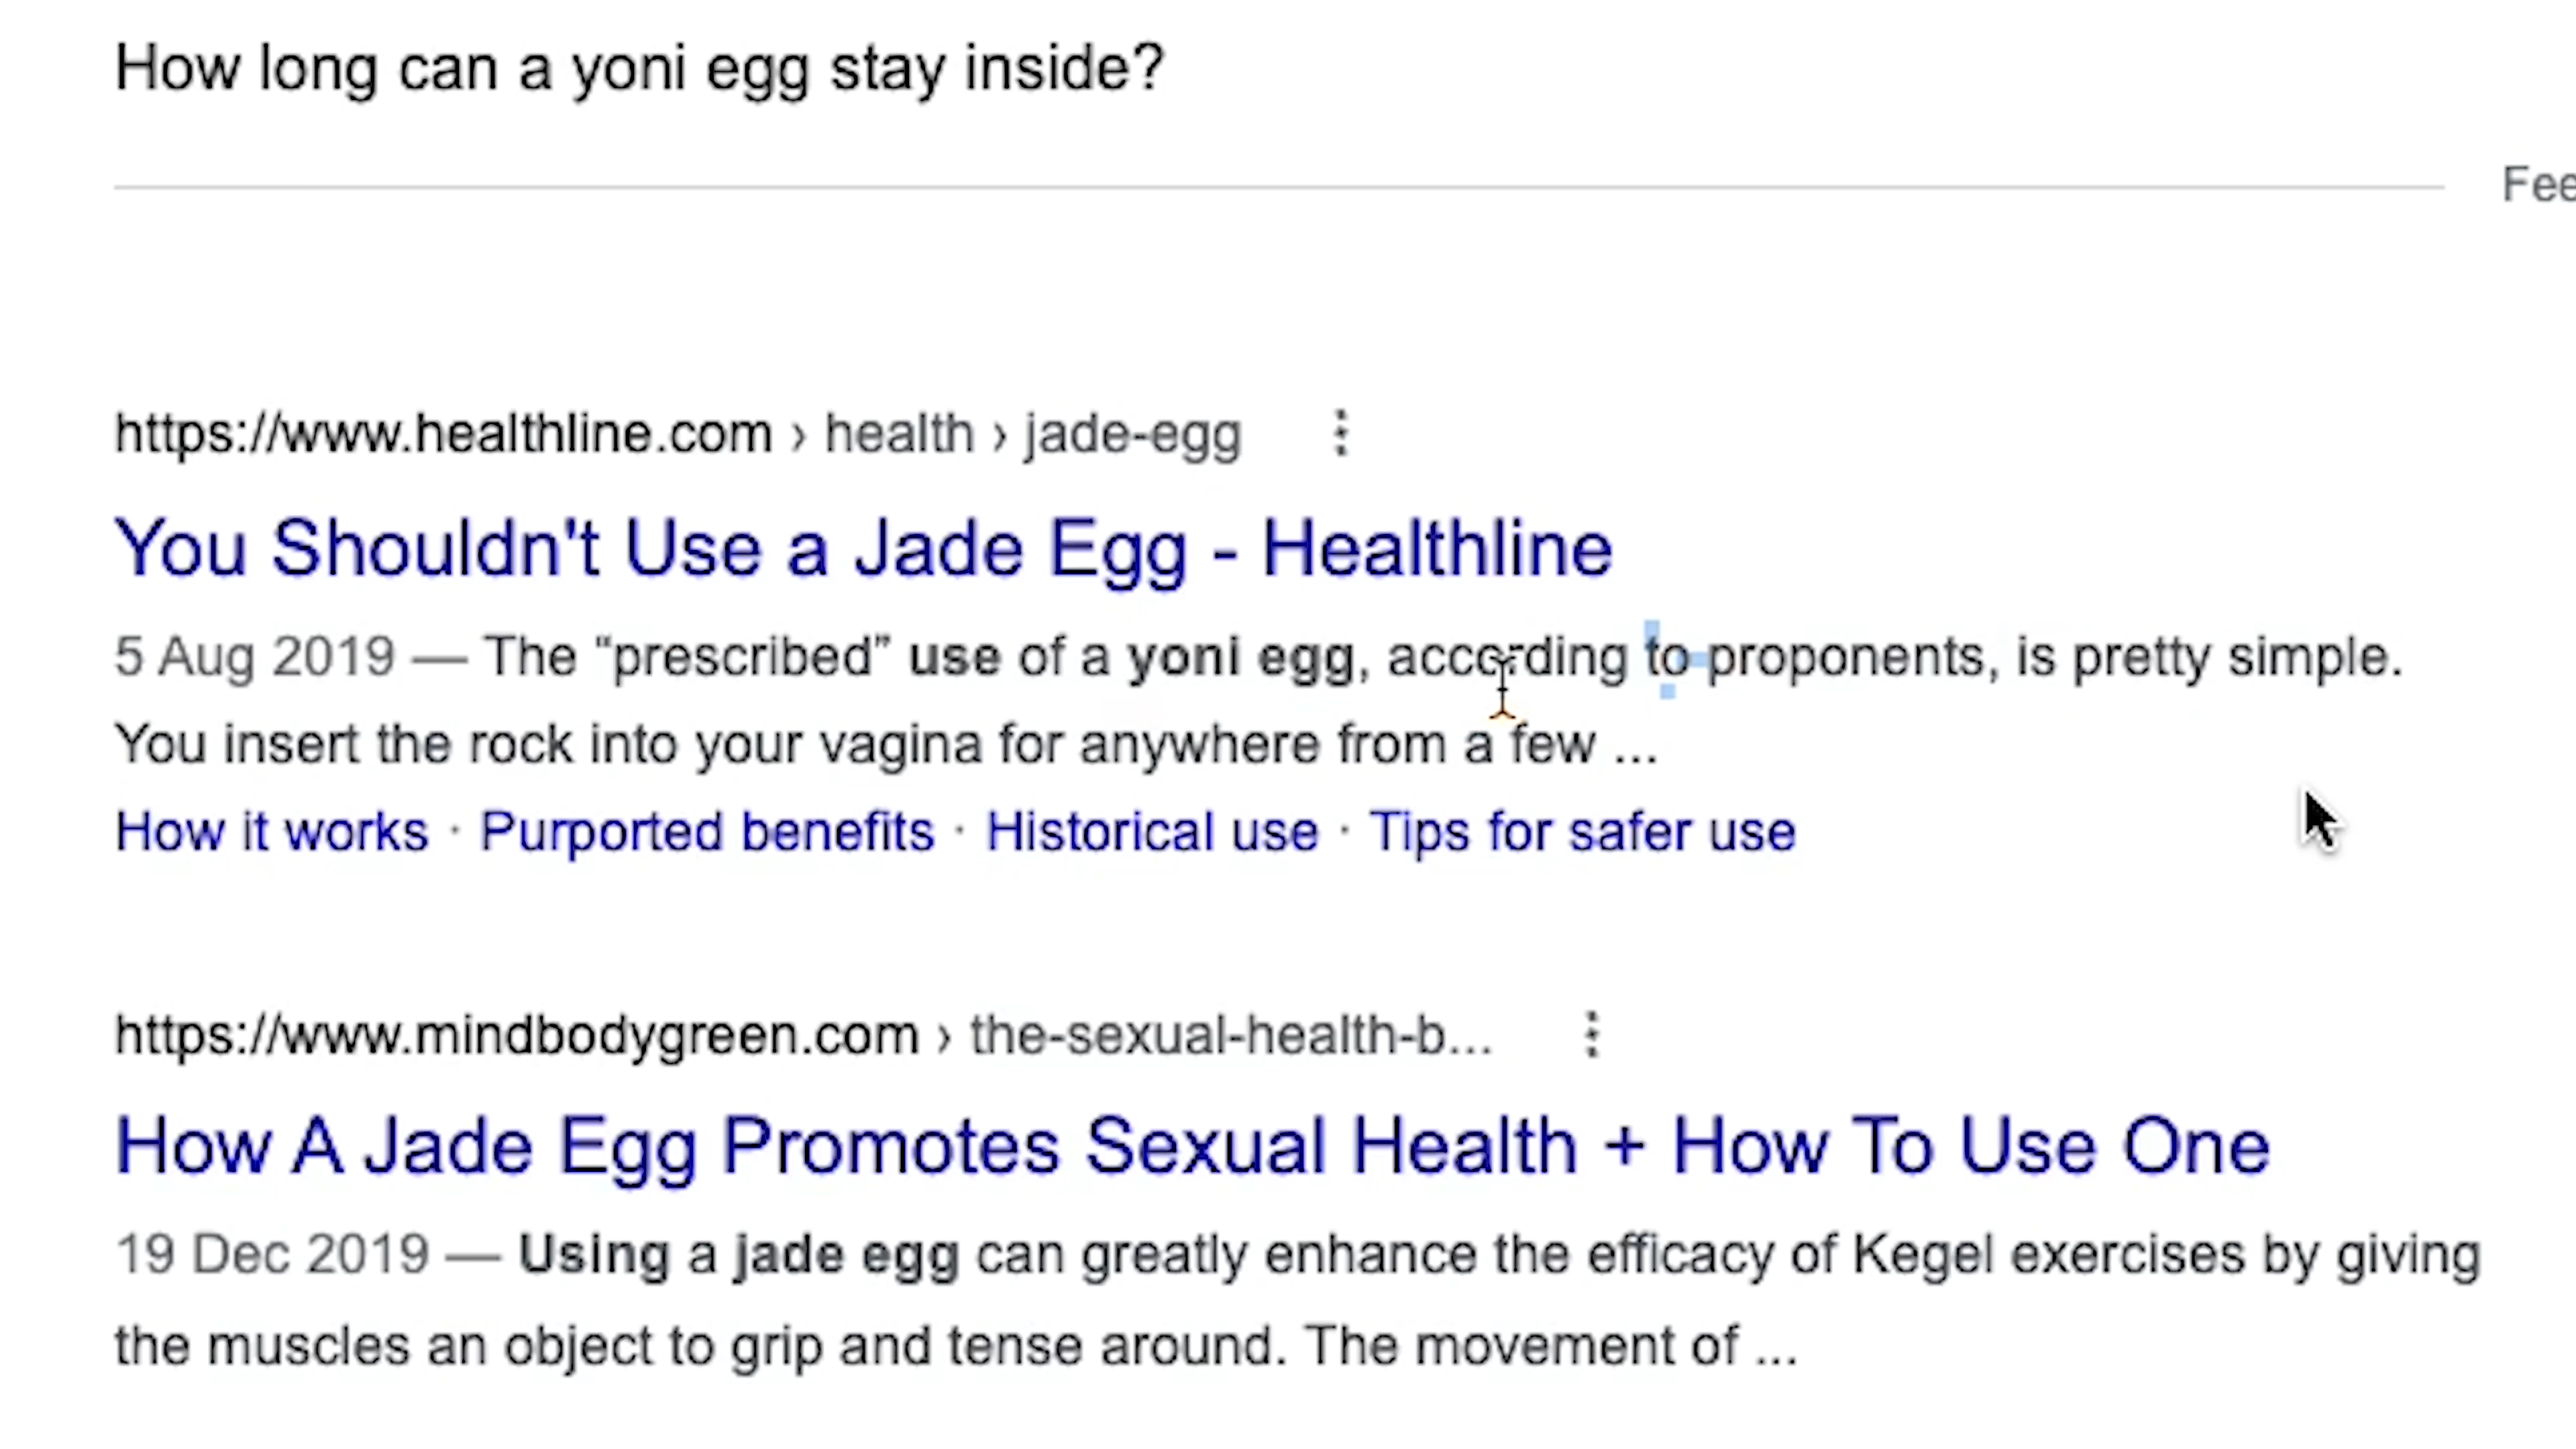 How long can a yoni egg stay inside?
Fee
https://www.healthline.com › health › jade-egg
You Shouldn't Use a Jade Egg - Healthline
5 Aug 2019 — The “prescribed” use of a yoni egg, according to proponents, is pretty simple.
You insert the rock into your vagina for anywhere from a few ...
How it works · Purported benefits · Historical use · Tips for safer use
https://www.mindbodygreen.com › the-sexual-health-b...
How A Jade Egg Promotes Sexual Health + How To Use One
19 Dec 2019 — Using a jade egg can greatly enhance the efficacy of Kegel exercises by giving
the muscles an object to grip and tense around. The movement of ...